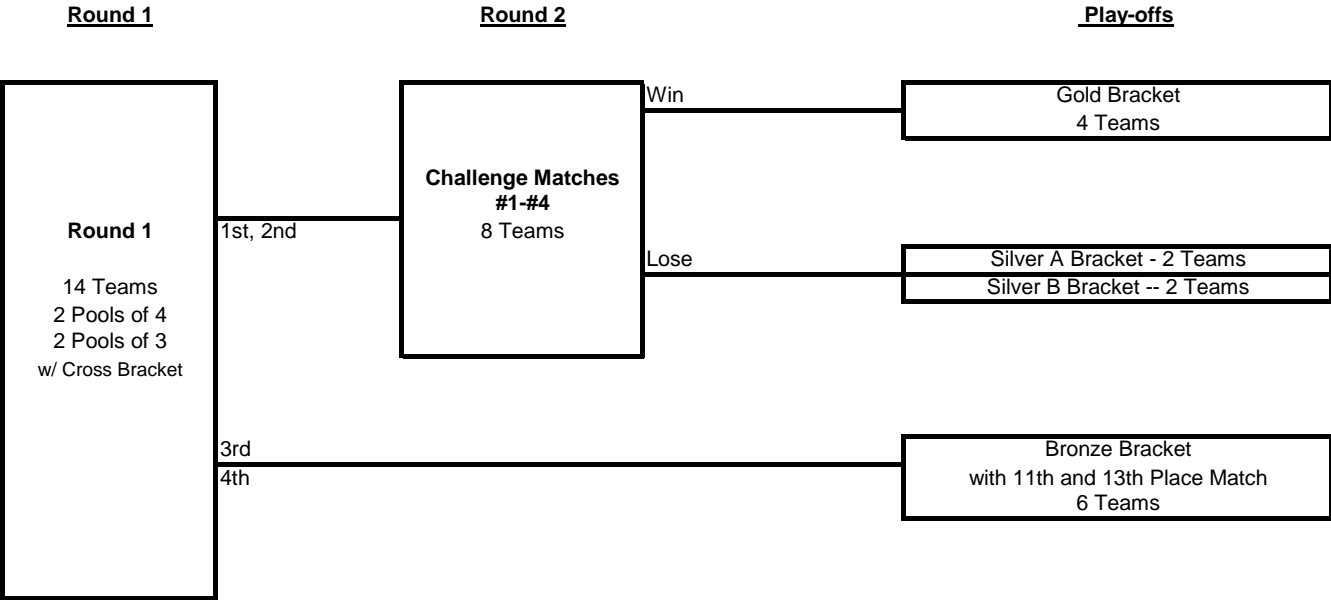 Round 1
Round 2
Play-offs
Round 1
14 Teams
2 Pools of 4
2 Pools of 3
w/ Cross Bracket
1st, 2nd
3rd
4th
Challenge Matches
#1-#4
8 Teams
Win
Lose
Gold Bracket
4 Teams
Silver A Bracket - 2 Teams
Silver B Bracket -- 2 Teams
Bronze Bracket
with 11th and 13th Place Match
6 Teams